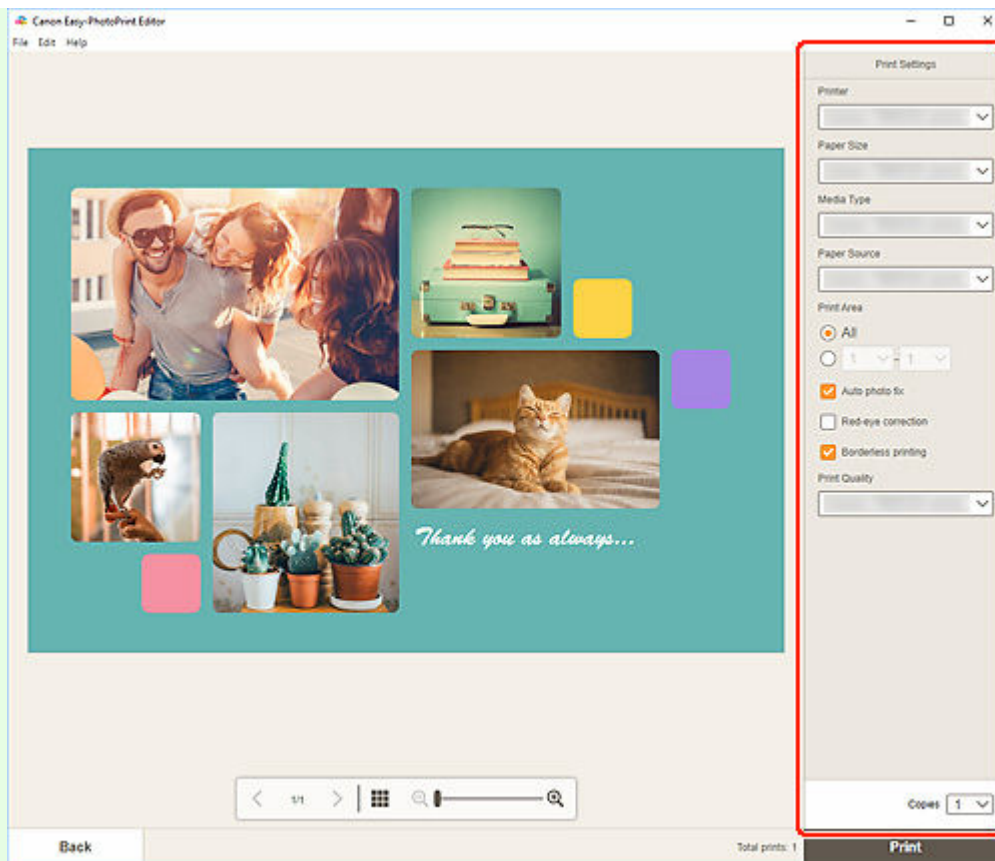 Canon Easy-PhotoPrint Editor
File Edit Help
Print Settings
Printer
Paper Size
Media Type
Paper Source
Print Area
All
1 - 1
Auto photo fix
Red-eye correction
Borderless printing
Print Quality
Thank you as always...
1/1
Copies 1
Back
Total prints: 1
Print